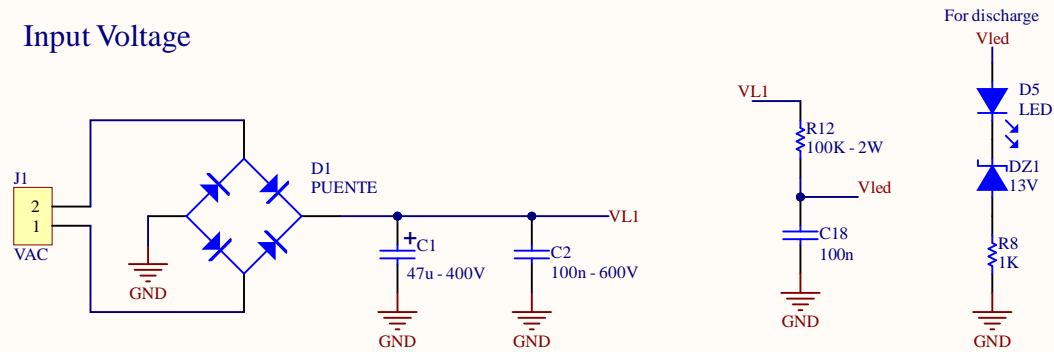 Input Voltage
For discharge
Vled
D5
LED
VL1
R12
100K - 2W
D1
PUENTE
DZ1
13V
J1
2
1
VAC
Vled
VL1
C1
47u - 400V
C2
100n - 600V
C18
100n
R8
1K
GND
GND
GND
GND
GND